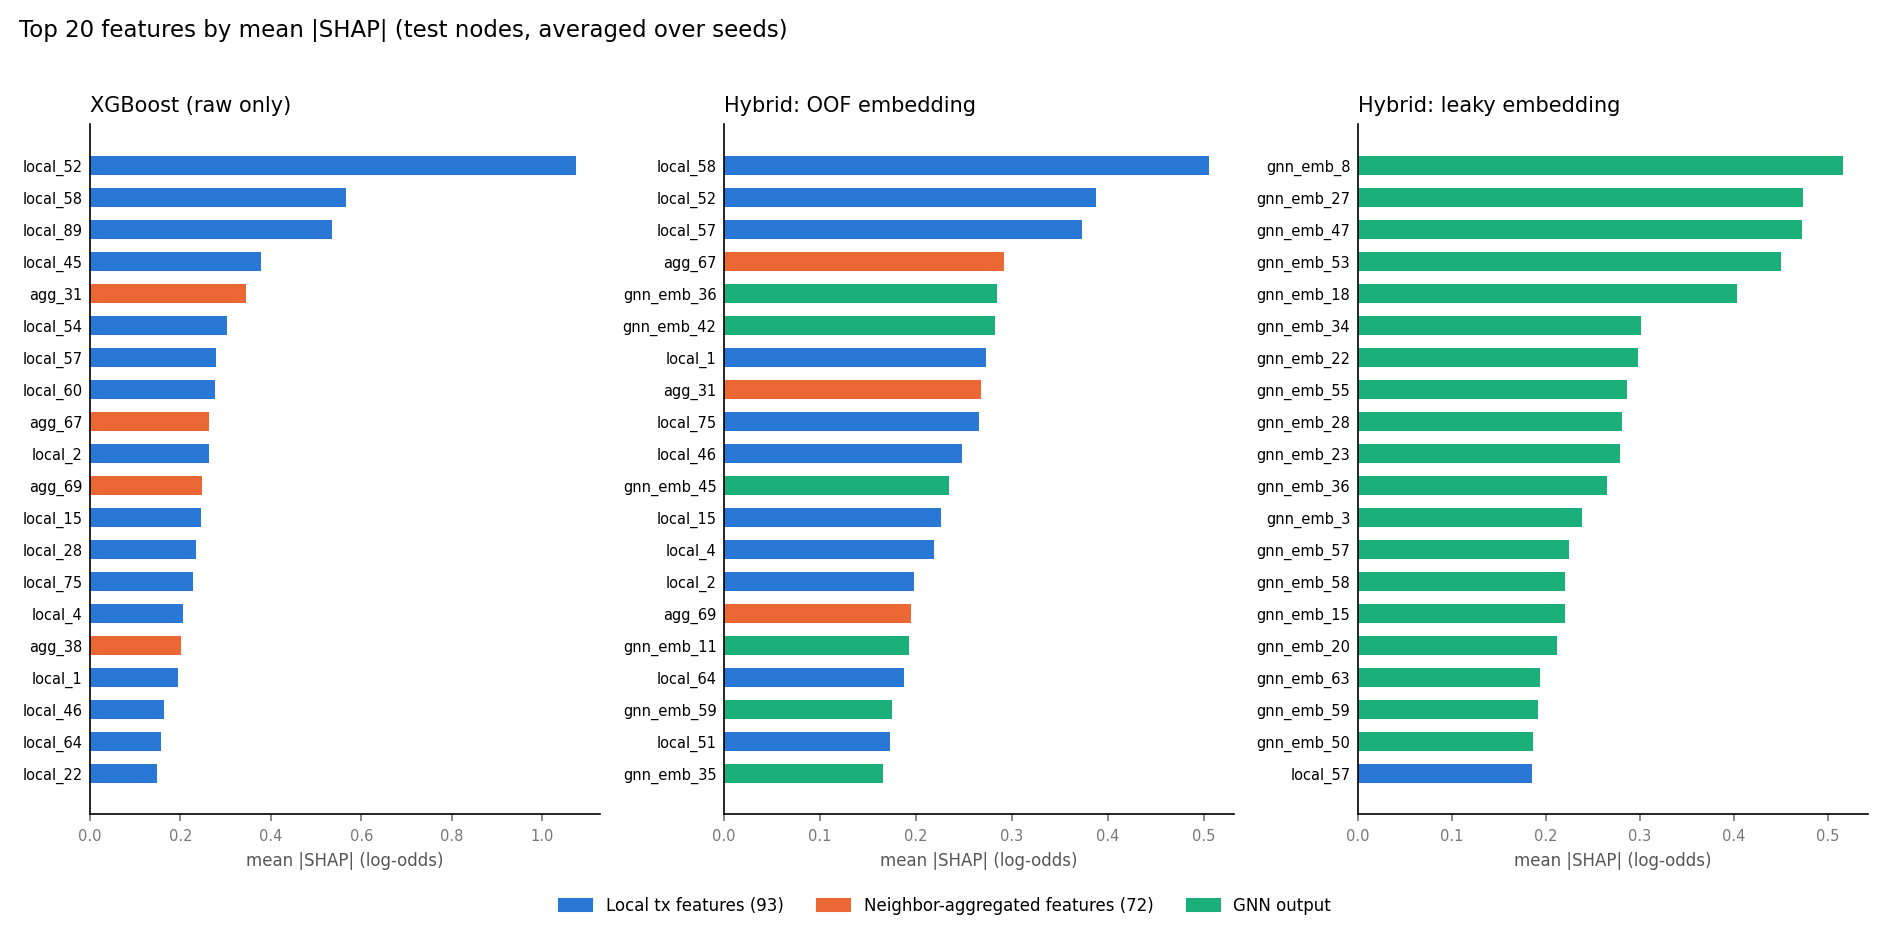 Top 20 features by mean |SHAP| (test nodes, averaged over seeds)
XGBoost (raw only)
local_52
local_58
local_89
local_45
agg_31
local_54
local_57
local_60
agg_67
local_2
agg_69
local_15
local_28
local_75
local_4
agg_38
local_1
local_46
local_64
local_22
0.0 0.2 0.4 0.6 0.8 1.0
mean |SHAP| (log-odds)
Hybrid: OOF embedding
local_58
local_52
local_57
agg_67
gnn_emb_36
gnn_emb_42
local_1
agg_31
local_75
local_46
gnn_emb_45
local_15
local_4
local_2
agg_69
gnn_emb_11
local_64
gnn_emb_59
local_51
gnn_emb_35
0.0 0.1 0.2 0.3 0.4 0.5
mean |SHAP| (log-odds)
Hybrid: leaky embedding
gnn_emb_8
gnn_emb_27
gnn_emb_47
gnn_emb_53
gnn_emb_18
gnn_emb_34
gnn_emb_22
gnn_emb_55
gnn_emb_28
gnn_emb_23
gnn_emb_36
gnn_emb_3
gnn_emb_57
gnn_emb_58
gnn_emb_15
gnn_emb_20
gnn_emb_63
gnn_emb_59
gnn_emb_50
local_57
0.0 0.1 0.2 0.3 0.4 0.5
mean |SHAP| (log-odds)
Local tx features (93) Neighbor-aggregated features (72) GNN output